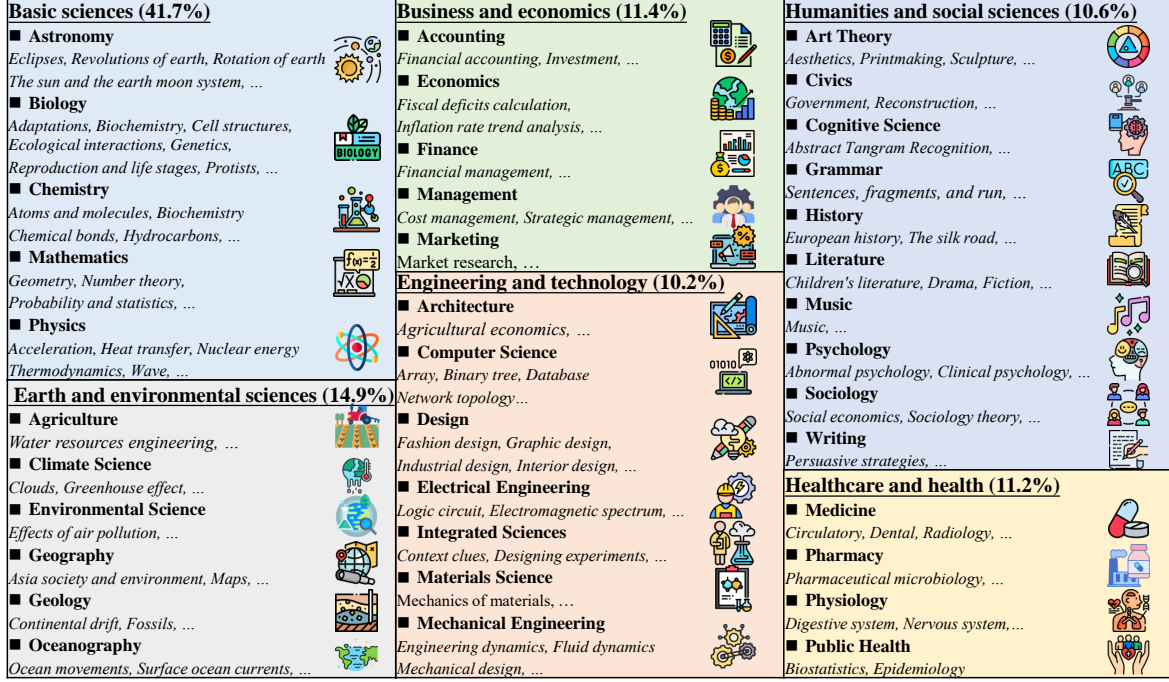 Basic sciences (41.7%)
■ Astronomy
Eclipses, Revolutions of earth, Rotation of earth
The sun and the earth moon system, …
■ Biology
Adaptations, Biochemistry, Cell structures,
Ecological interactions, Genetics,
Reproduction and life stages, Protists, …
BIOLOGY
■ Chemistry
Atoms and molecules, Biochemistry
Chemical bonds, Hydrocarbons, …
■ Mathematics
Geometry, Number theory,
Probability and statistics, …
f(x)=1/2
√X
■ Physics
Acceleration, Heat transfer, Nuclear energy
Thermodynamics, Wave, …
Earth and environmental sciences (14.9%)
■ Agriculture
Water resources engineering, …
■ Climate Science
Clouds, Greenhouse effect, …
■ Environmental Science
Effects of air pollution, …
■ Geography
Asia society and environment, Maps, …
■ Geology
Continental drift, Fossils, …
■ Oceanography
Ocean movements, Surface ocean currents, …
Business and economics (11.4%)
■ Accounting
Financial accounting, Investment, …
■ Economics
Fiscal deficits calculation,
Inflation rate trend analysis, …
■ Finance
Financial management, …
■ Management
Cost management, Strategic management, …
■ Marketing
Market research, …
Engineering and technology (10.2%)
■ Architecture
Agricultural economics, …
■ Computer Science
Array, Binary tree, Database
Network topology…
01010
</>
■ Design
Fashion design, Graphic design,
Industrial design, Interior design, …
■ Electrical Engineering
Logic circuit, Electromagnetic spectrum, …
■ Integrated Sciences
Context clues, Designing experiments, …
■ Materials Science
Mechanics of materials, …
■ Mechanical Engineering
Engineering dynamics, Fluid dynamics
Mechanical design, …
Humanities and social sciences (10.6%)
■ Art Theory
Aesthetics, Printmaking, Sculpture, …
■ Civics
Government, Reconstruction, …
■ Cognitive Science
Abstract Tangram Recognition, …
■ Grammar
Sentences, fragments, and run, …
ABC
■ History
European history, The silk road, …
■ Literature
Children's literature, Drama, Fiction, …
■ Music
Music, …
■ Psychology
Abnormal psychology, Clinical psychology, …
■ Sociology
Social economics, Sociology theory, …
■ Writing
Persuasive strategies, …
Healthcare and health (11.2%)
■ Medicine
Circulatory, Dental, Radiology, …
■ Pharmacy
Pharmaceutical microbiology, …
■ Physiology
Digestive system, Nervous system,…
■ Public Health
Biostatistics, Epidemiology